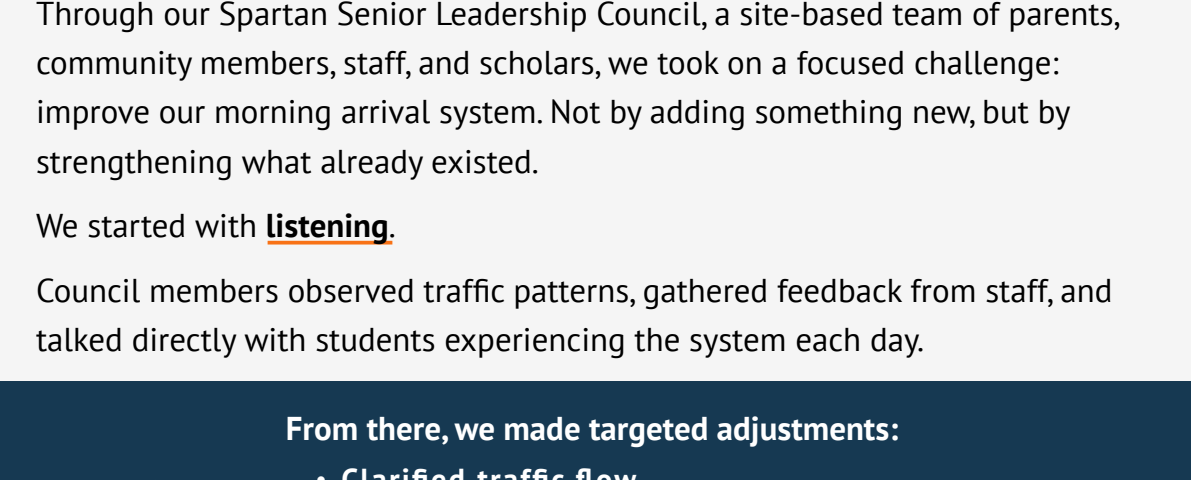 Through our Spartan Senior Leadership Council, a site-based team of parents,
community members, staff, and scholars, we took on a focused challenge:
improve our morning arrival system. Not by adding something new, but by
strengthening what already existed.
We started with listening.
Council members observed traffic patterns, gathered feedback from staff, and
talked directly with students experiencing the system each day.
From there, we made targeted adjustments:
• Clarified traffic flow